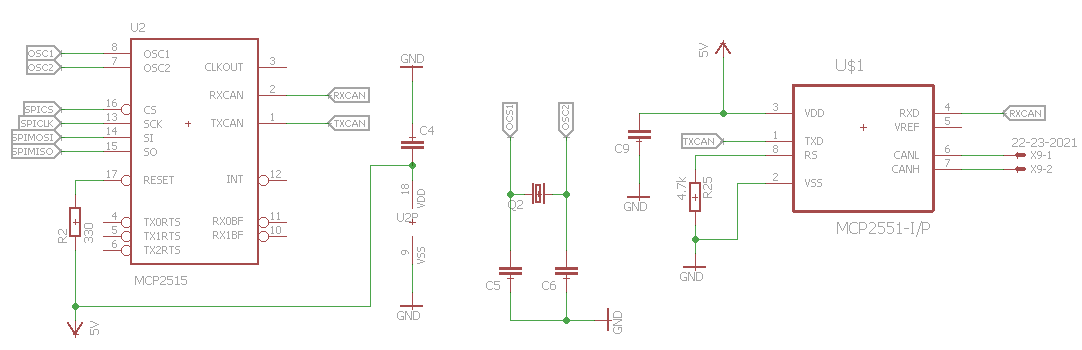 U2
OSC1 8 OSC1
OSC2 7 OSC2
CLKOUT 3
RXCAN 2 RXCAN
SPICS 16 CS
SPICLK 13 SCK
TXCAN 1 TXCAN
SPIMOSI 14 SI
SPIMISO 15 SO
17 RESET
INT 12
R2
330
4 TX0RTS
5 TX1RTS
6 TX2RTS
RX0BF 11
RX1BF 10
MCP2515
5V
GND
C4
18
VDD
U2P
9
VSS
GND
OCS1
OSC2
Q2
C5
C6
GND
5V
U$1
C9
GND
3 VDD
TXCAN 1 TXD
8 RS
2 VSS
RXD 4 RXCAN
VREF 5
22-23-2021
CANL 6 X9-1
CANH 7 X9-2
4.7k
R25
MCP2551-I/P
GND